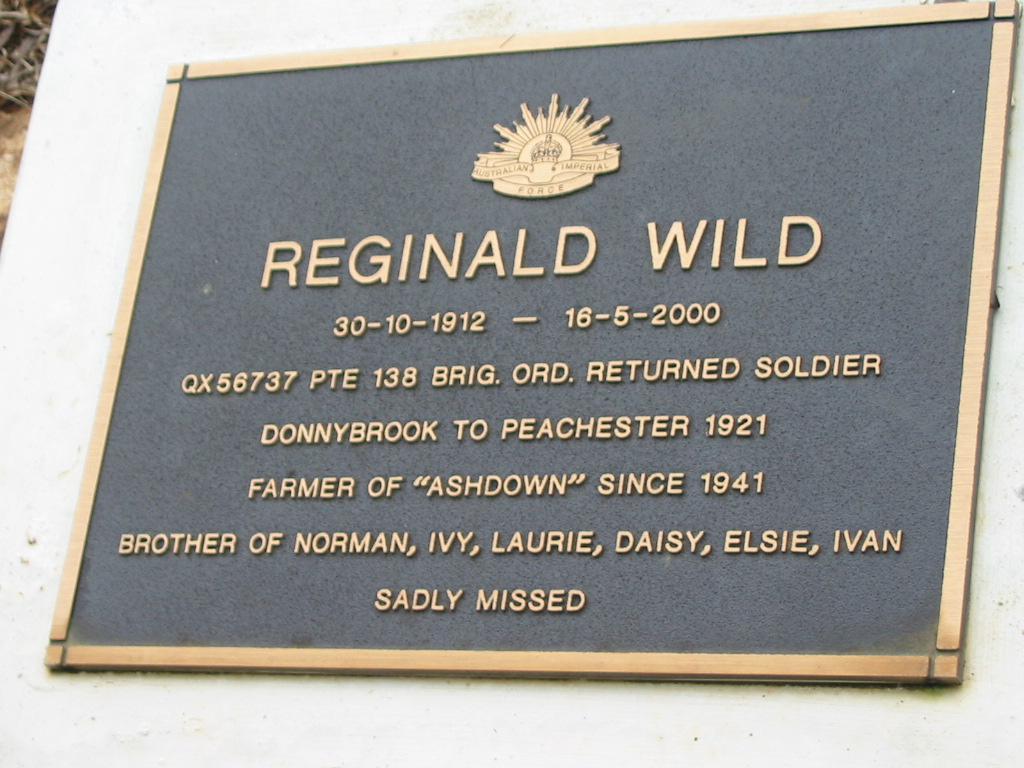 AUSTRALIAN IMPERIAL
FORCE
REGINALD WILD
30-10-1912 — 16-5-2000
QX56737 PTE 138 BRIG. ORD. RETURNED SOLDIER
DONNYBROOK TO PEACHESTER 1921
FARMER OF “ASHDOWN” SINCE 1941
BROTHER OF NORMAN, IVY, LAURIE, DAISY, ELSIE, IVAN
SADLY MISSED